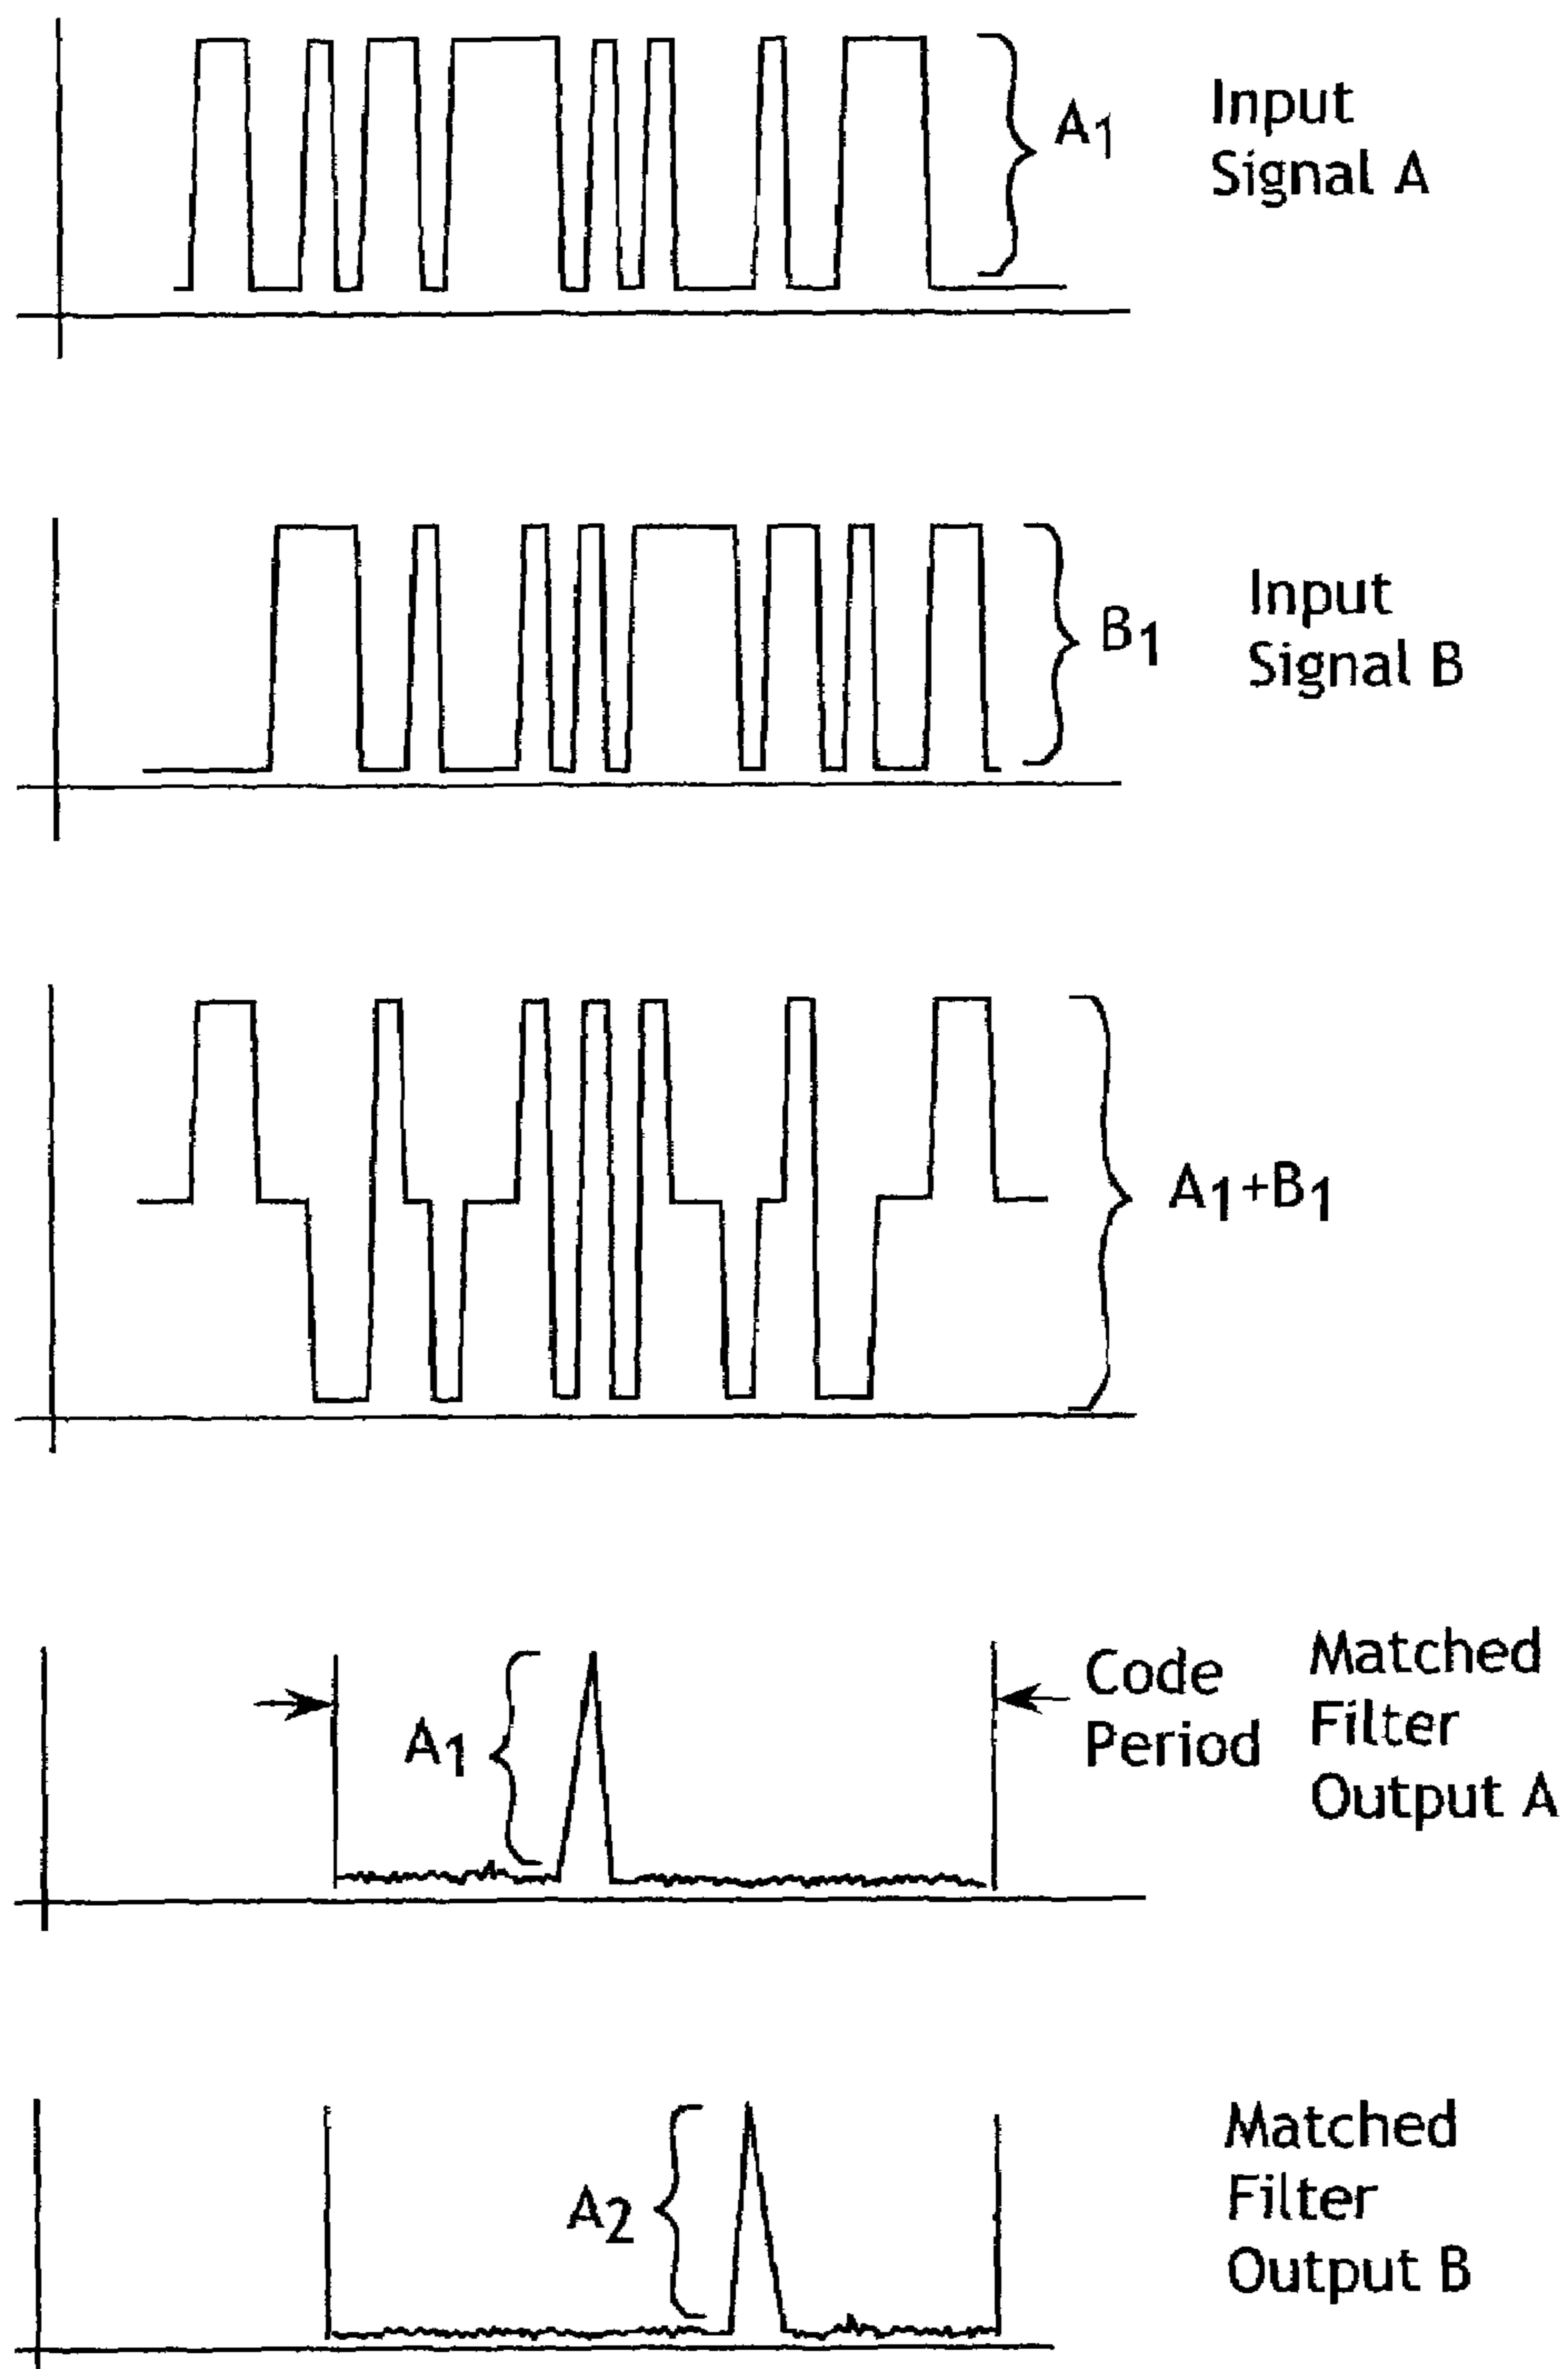 A1
Input
Signal A
B1
Input
Signal B
A1+B1
A1
Code
Period
Matched
Filter
Output A
A2
Matched
Filter
Output B